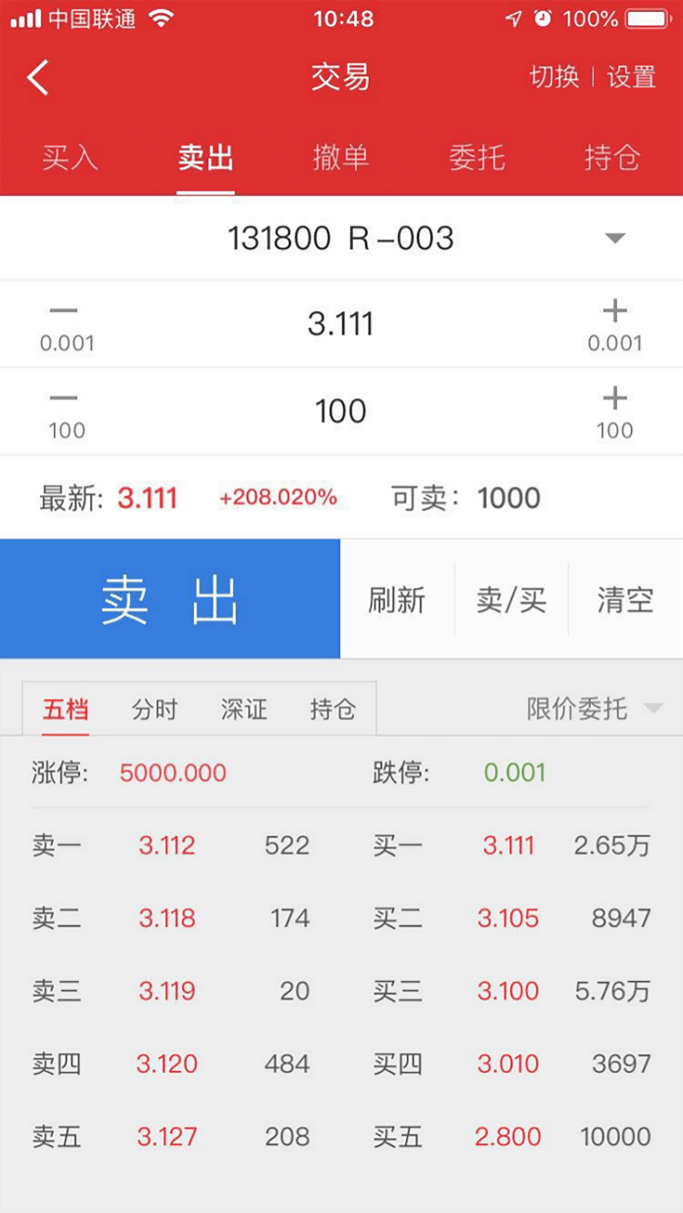 中国联通 10:48 100%
交易 切换 | 设置
买入 卖出 撤单 委托 持仓
131800 R-003
0.001 3.111 0.001
100 100 100
最新: 3.111 +208.020% 可卖: 1000
卖 出 刷新 卖/买 清空
五档 分时 深证 持仓 限价委托
涨停: 5000.000 跌停: 0.001
卖一 3.112 522 买一 3.111 2.65万
卖二 3.118 174 买二 3.105 8947
卖三 3.119 20 买三 3.100 5.76万
卖四 3.120 484 买四 3.010 3697
卖五 3.127 208 买五 2.800 10000